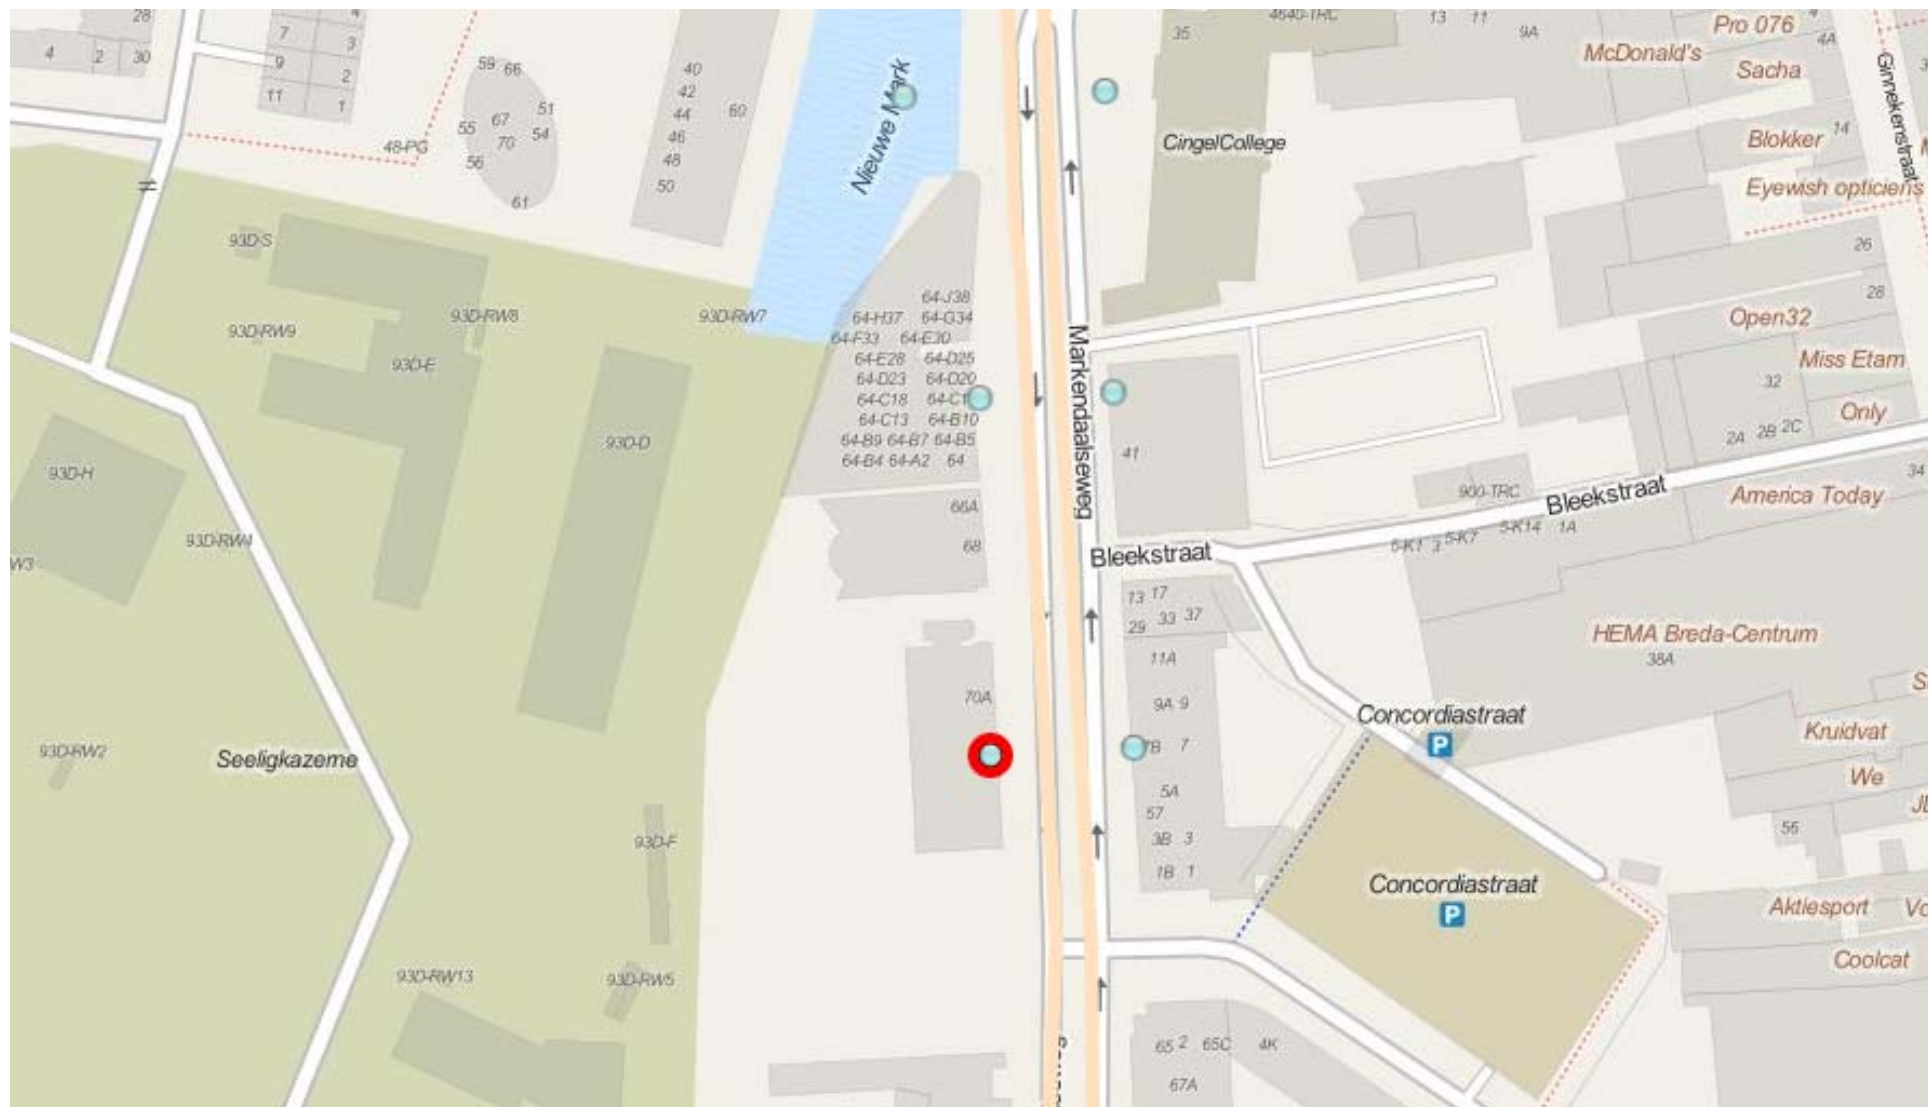 28
4
4640-TRC
13
11
9A
Pro 076
4A
35
7
3
McDonald's
Sacha
4
2
30
9
2
11
1
59
66
40
42
44
60
46
48
50
51
67
55
54
70
56
61
48-PG
Nieuwe Mark
CingelCollege
Blokker
14
Ginnekenstraat
Eyewish opticiens
93D-S
26
28
93D-RW9
93D-RW8
93D-RW7
93D-E
64-J38
64-H37
64-G34
64-F33
64-E30
64-E28
64-D25
64-D23
64-D20
64-C18
64-C13
64-B10
64-B9
64-B7
64-B5
64-B4
64-A2
64
Markendaalseweg
Open32
Miss Etam
32
Only
2A
2B
2C
93D-H
93D-D
41
34
900-TRC
Bleekstraat
America Today
66A
93D-RW4
68
Bleekstraat
5-K1
3
5-K7
5-K14
1A
W3
13
17
33
37
29
HEMA Breda-Centrum
38A
11A
70A
9A
9
Concordiastraat
P
Kruidvat
93D-RW2
Seeligkazerne
7B
7
We
5A
57
55
3B
3
93D-F
1B
1
Concordiastraat
P
Aktiesport
Coolcat
93D-RW13
93D-RW5
65
2
65C
4K
67A